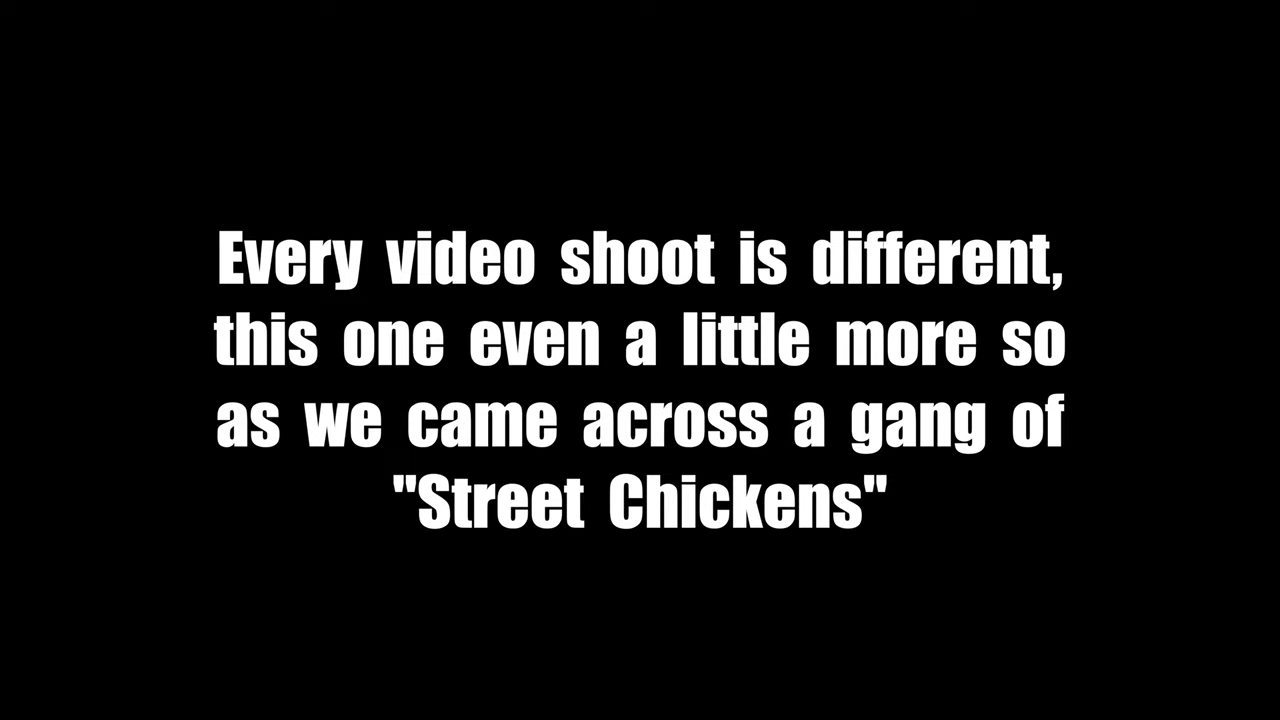 Every video shoot is different,
this one even a little more so
as we came across a gang of
"Street Chickens"